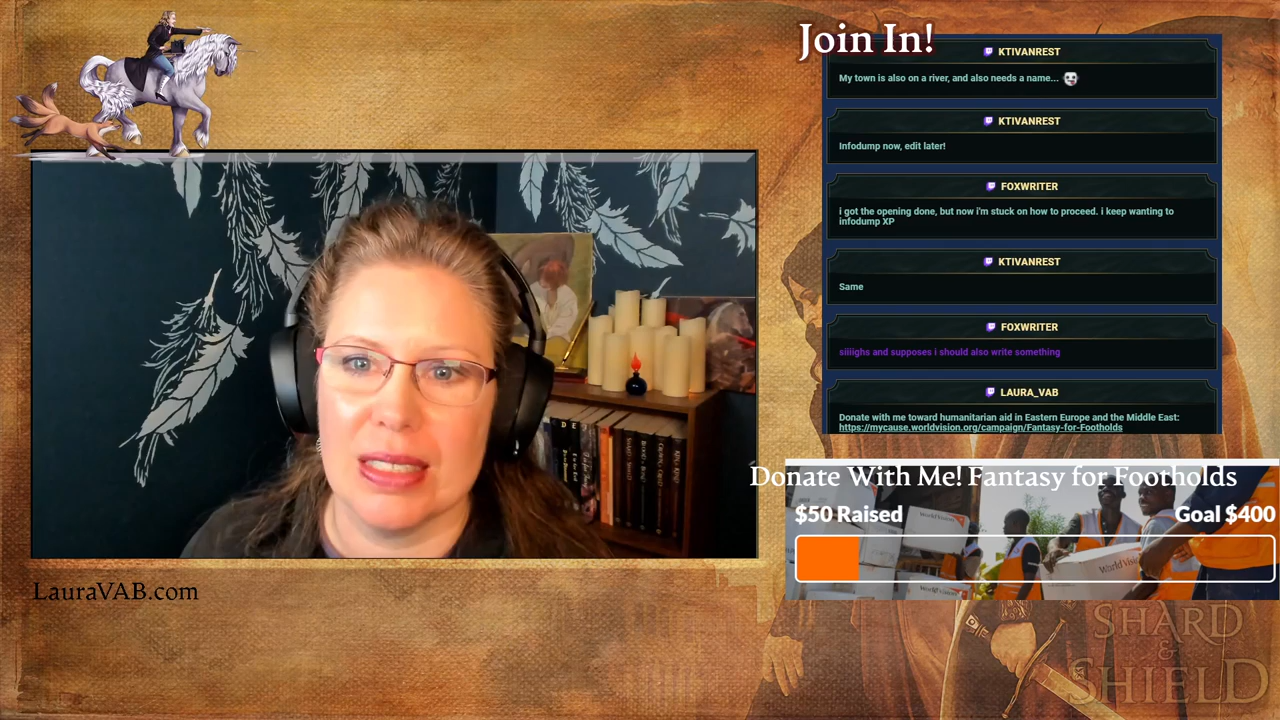 Join In!
KTIVANREST
My town is also on a river, and also needs a name...
KTIVANREST
Infodump now, edit later!
FOXWRITER
i got the opening done, but now i'm stuck on how to proceed. i keep wanting to
infodump XP
KTIVANREST
Same
FOXWRITER
siiiighs and supposes i should also write something
LAURA_VAB
Donate with me toward humanitarian aid in Eastern Europe and the Middle East:
https://mycause.worldvision.org/campaign/Fantasy-for-Footholds
Donate With Me! Fantasy for Footholds
$50 Raised
Goal $400
World Vision
LauraVAB.com
SHARD
&
SHIELD